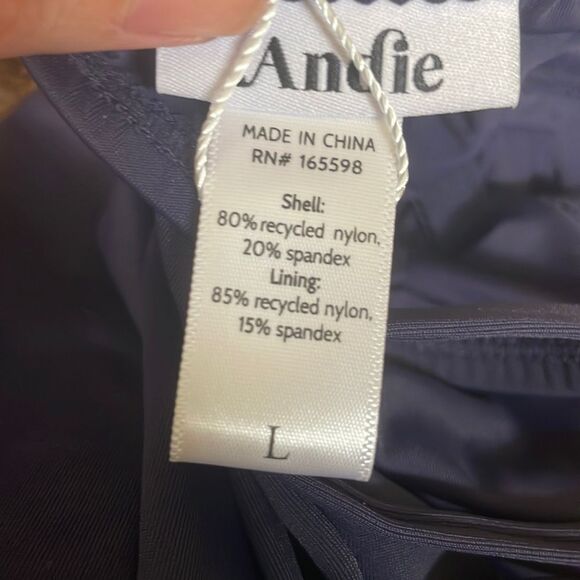 Andie
MADE IN CHINA
RN# 165598
Shell:
80% recycled nylon,
20% spandex
Lining:
85% recycled nylon,
15% spandex
L